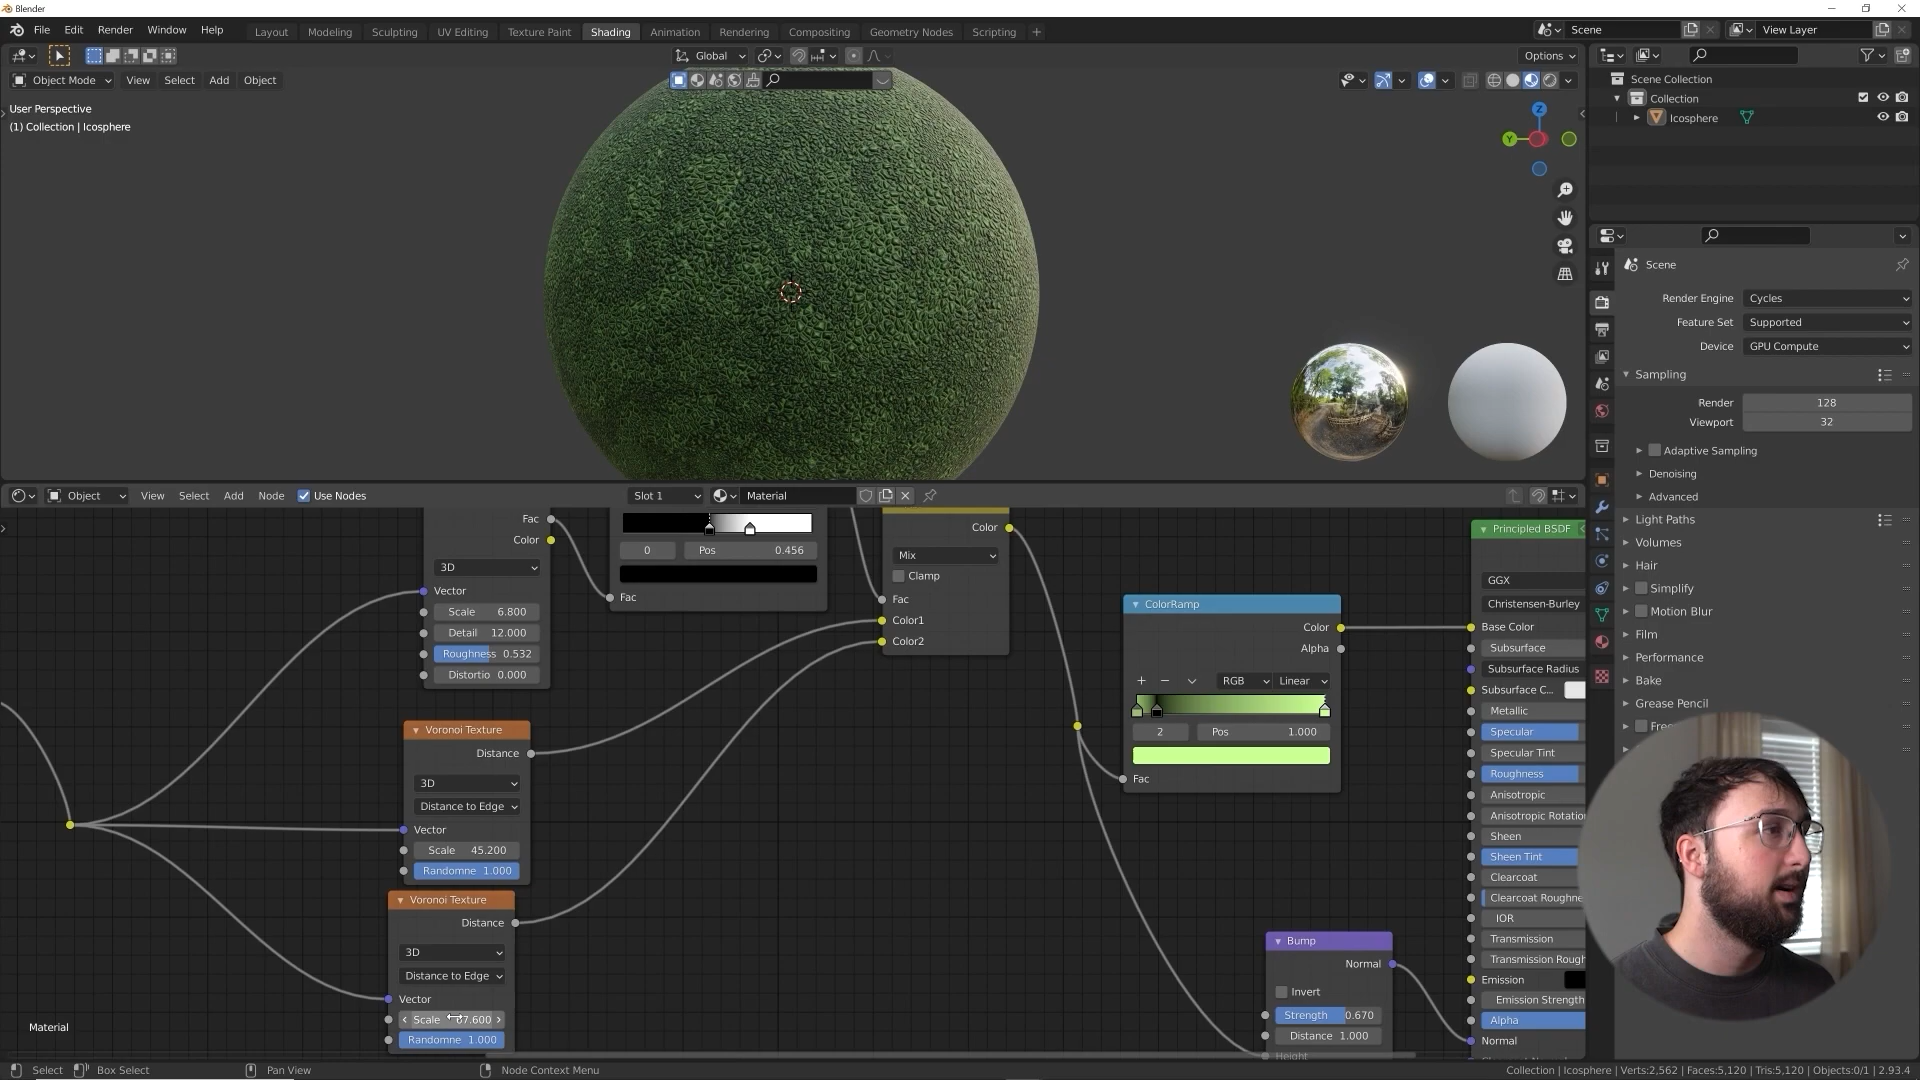 Blender
File Edit Render Window Help
Layout Modeling Sculpting UV Editing Texture Paint Shading Animation Rendering Compositing Geometry Nodes Scripting +
Scene
View Layer
Global
Options
Object Mode View Select Add Object
User Perspective
(1) Collection | Icosphere
Z
Y
Scene Collection
Collection
Icosphere
Scene
Render Engine Cycles
Feature Set Supported
Device GPU Compute
Sampling
Render 128
Viewport 32
Adaptive Sampling
Denoising
Advanced
Light Paths
Volumes
Hair
Simplify
Motion Blur
Film
Performance
Bake
Grease Pencil
Object View Select Add Node Use Nodes Slot 1 Material
Fac
Color
3D
Vector
Scale 6.800
Detail 12.000
Roughness 0.532
Distortio 0.000
0 Pos 0.456
Fac
Color
Mix
Clamp
Fac
Color1
Color2
Voronoi Texture
Distance
3D
Distance to Edge
Vector
Scale 45.200
Randomne 1.000
Voronoi Texture
Distance
3D
Distance to Edge
Vector
Scale 7.600
Randomne 1.000
ColorRamp
Color
Alpha
+ − RGB Linear
2 Pos 1.000
Fac
Bump
Normal
Invert
Strength 0.670
Distance 1.000
Height
Principled BSDF
GGX
Christensen-Burley
Base Color
Subsurface
Subsurface Radius
Subsurface C...
Metallic
Specular
Specular Tint
Roughness
Anisotropic
Anisotropic Rotatio
Sheen
Sheen Tint
Clearcoat
Clearcoat Roughne
IOR
Transmission
Transmission Rough
Emission
Emission Strength
Alpha
Normal
Material
Select Box Select Pan View Node Context Menu
Collection | Icosphere | Verts:2,562 | Faces:5,120 | Tris:5,120 | Objects:0/1 | 2.93.4